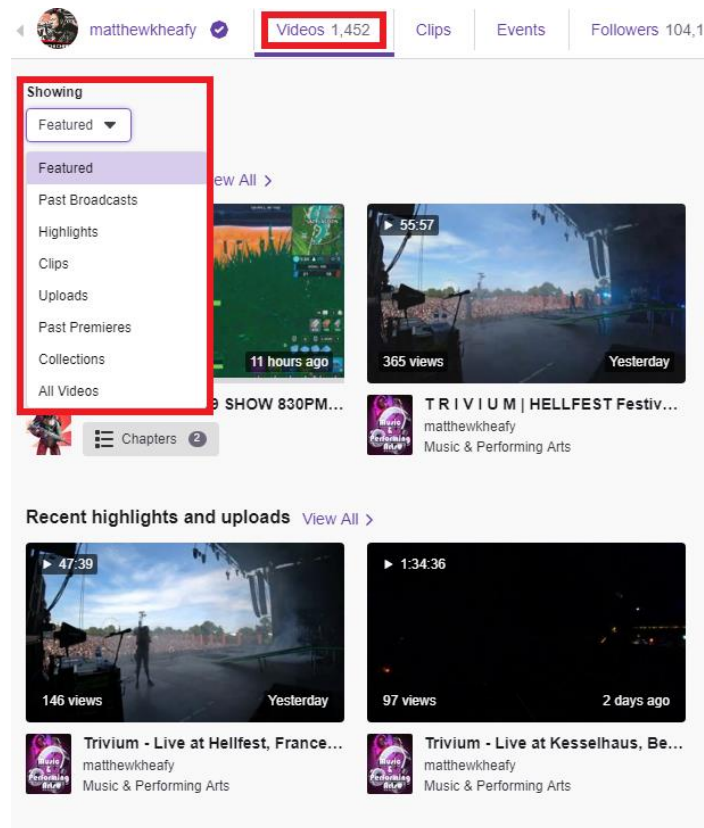 matthewkheafy Videos 1,452 Clips Events Followers 104,1
Showing
Featured
Featured
ew All >
Past Broadcasts
Highlights
Clips
Uploads
Past Premieres
Collections
All Videos
11 hours ago
55:57
365 views Yesterday
SHOW 830PM...
Chapters 2
T R I V I U M | HELLFEST Festiv...
matthewkheafy
Music & Performing Arts
Recent highlights and uploads View All >
47:39
146 views Yesterday
1:34:36
97 views 2 days ago
Trivium - Live at Hellfest, France...
matthewkheafy
Music & Performing Arts
Trivium - Live at Kesselhaus, Be...
matthewkheafy
Music & Performing Arts